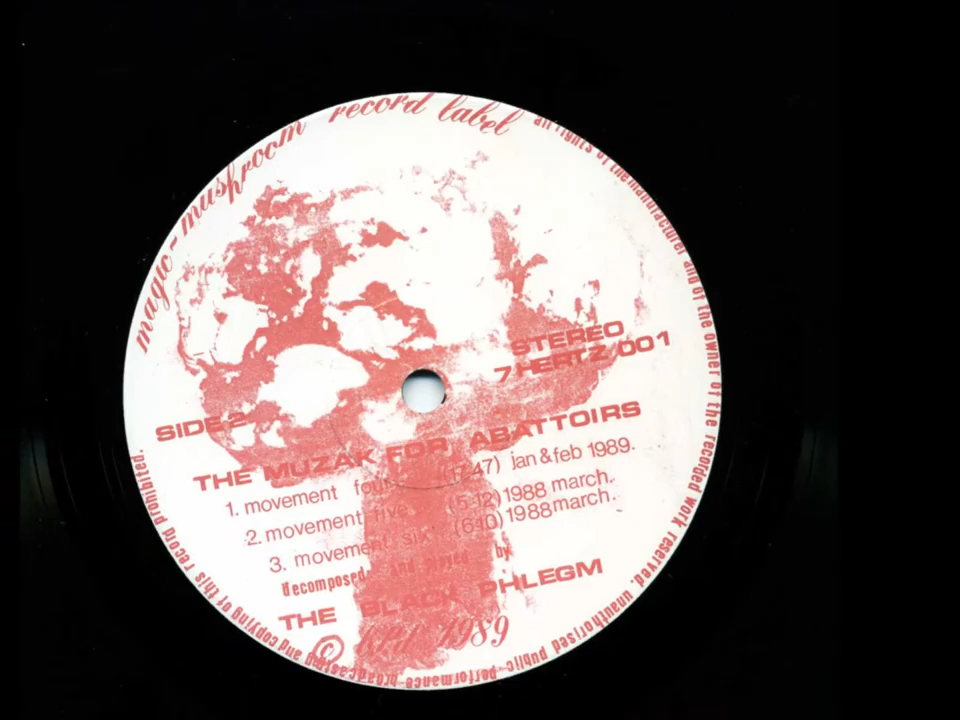 magic-mushroom record label
all rights of the manufacturer and of the owner of the recorded work reserved. unauthorised public performance broadcasting and copying of this record prohibited.
STEREO
7 HERTZ 001
SIDE 2
THE MUZAK FOR ABATTOIRS
1. movement four (17.47) jan & feb 1989.
2. movement five (5.12) 1988 march.
3. movement six (6.10) 1988 march.
decomposed and played by
THE BLACK PHLEGM
© 1989